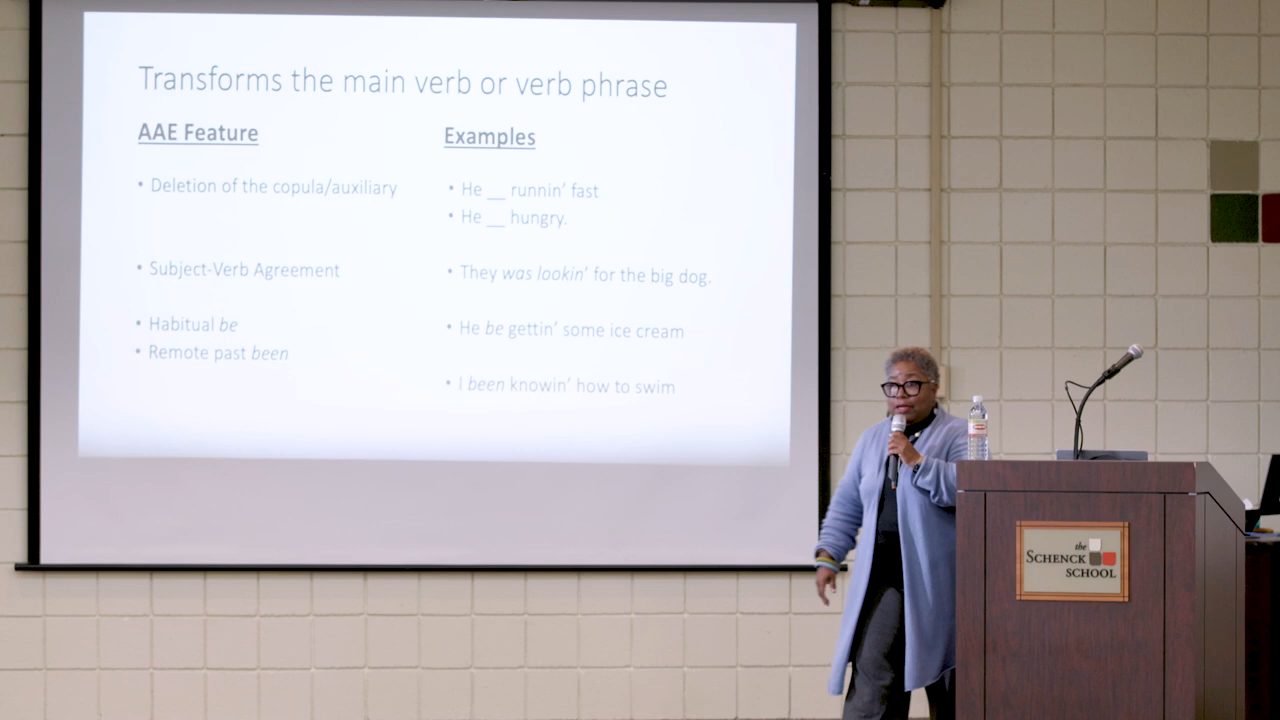 Transforms the main verb or verb phrase
AAE Feature
Examples
• Deletion of the copula/auxiliary
• He __ runnin’ fast
• He __ hungry.
• Subject-Verb Agreement
• They was lookin’ for the big dog.
• Habitual be
• He be gettin’ some ice cream
• Remote past been
• I been knowin’ how to swim
the
SCHENCK
SCHOOL